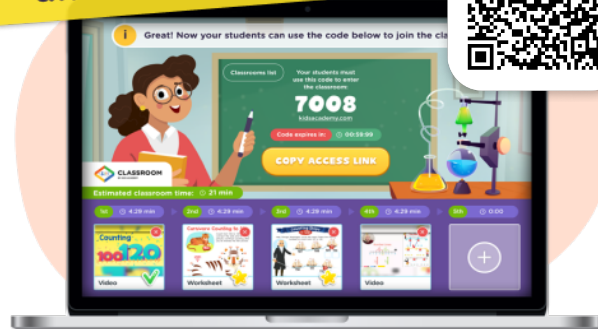 i
Great! Now your students can use the code below to join the cla
Classrooms list
Your students must
use this code to enter
the classroom:
7008
kidsacademy.com
Code expires in:
00:59:99
COPY ACCESS LINK
CLASSROOM
Estimated classroom time:
21 min
1st
4.29 min
2nd
4.29 min
3rd
4.29 min
4th
4.29 min
5th
0:00
Counting
100
120
Video
Worksheet
Worksheet
Video